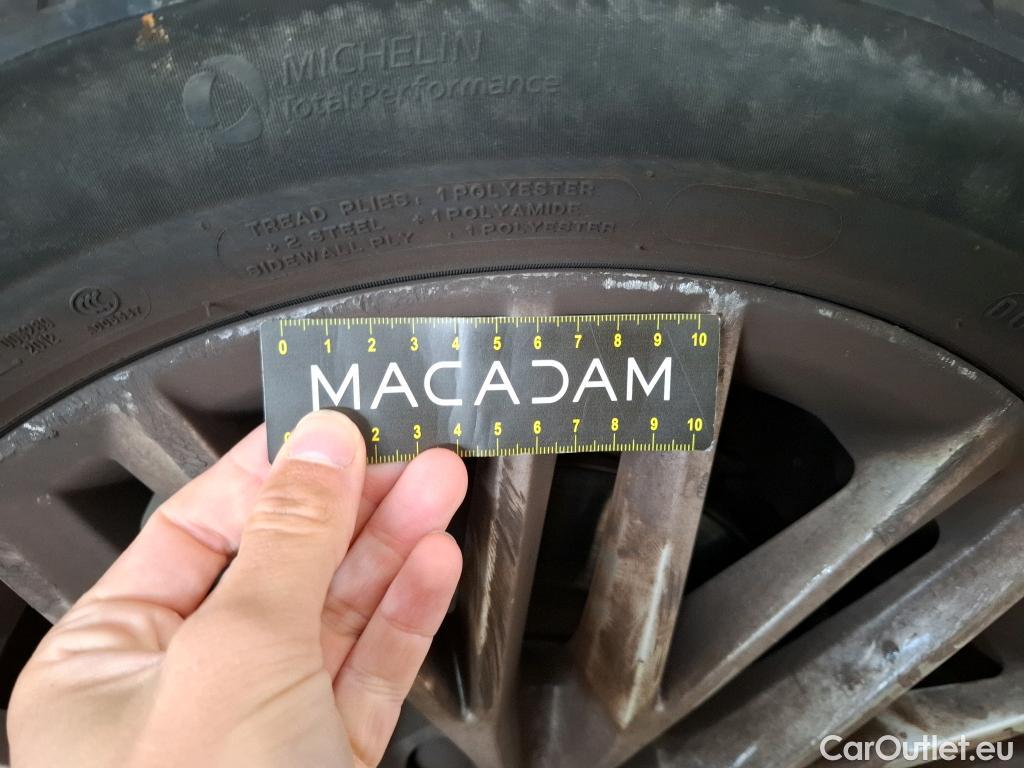 MICHELIN
Total Performance
TREAD PLIES: 1 POLYESTER
+ 2 STEEL + 1 POLYAMIDE
SIDEWALL PLY : 1 POLYESTER
CCC
0 1 2 3 4 5 6 7 8 9 10
MACADAM
2 3 4 5 6 7 8 9 10
CarOutlet.eu